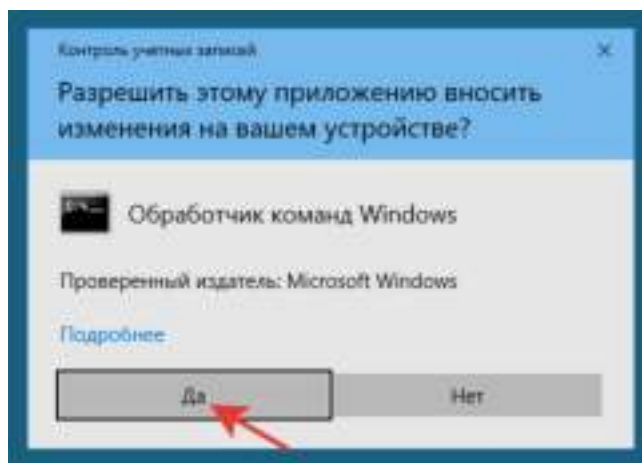 Контроль учетных записей
Разрешить этому приложению вносить
изменения на вашем устройстве?
Обработчик команд Windows
Проверенный издатель: Microsoft Windows
Подробнее
Да
Нет